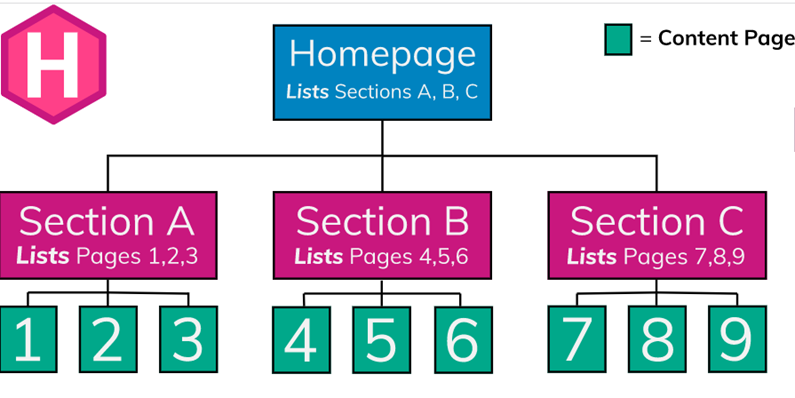 H
Homepage
Lists Sections A, B, C
= Content Page
Section A
Lists Pages 1,2,3
Section B
Lists Pages 4,5,6
Section C
Lists Pages 7,8,9
1 2 3 4 5 6 7 8 9